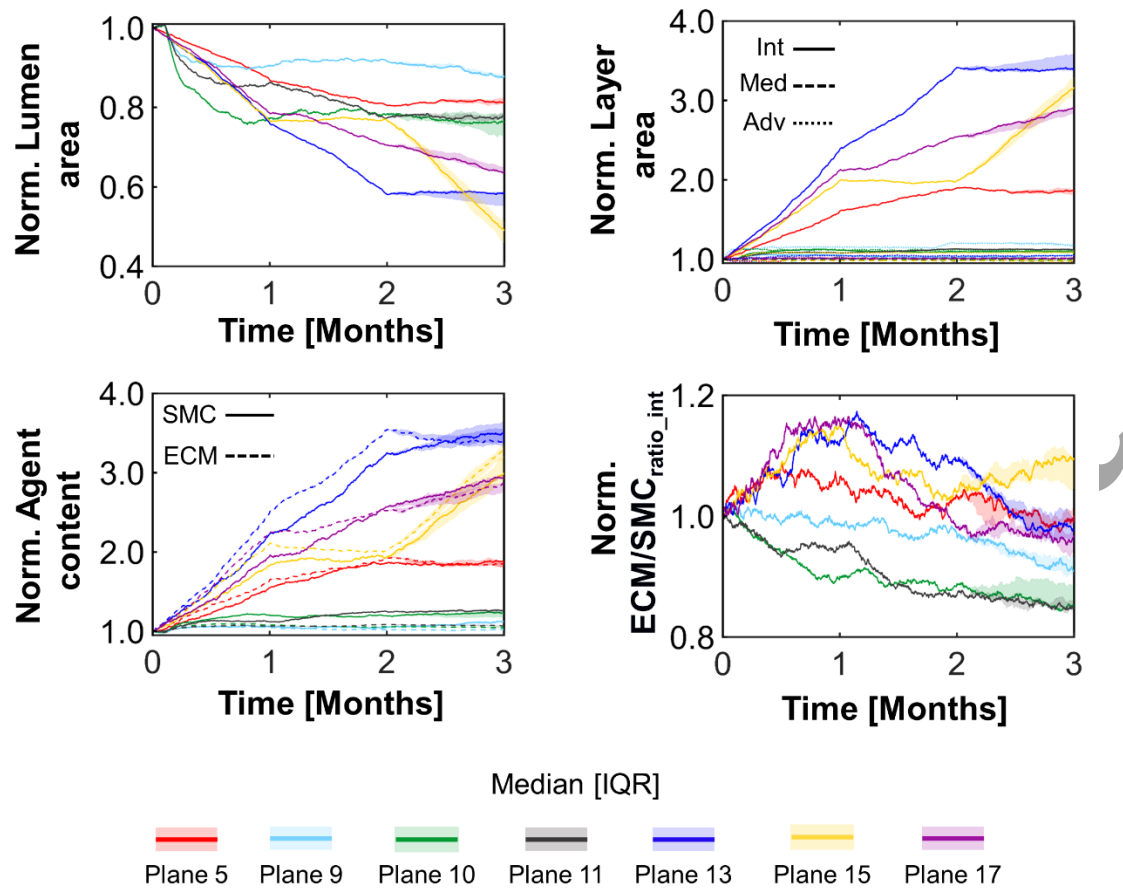 Norm. Lumen
area
1.0
0.8
0.6
0.4
0 1 2 3
Time [Months]
Norm. Layer
area
4.0
3.0
2.0
1.0
Int
Med
Adv
0 1 2 3
Time [Months]
Norm. Agent
content
4.0
3.0
2.0
1.0
SMC
ECM
0 1 2 3
Time [Months]
Norm.
ECM/SMCratio_int
1.2
1.0
0.8
0 1 2 3
Time [Months]
Median [IQR]
Plane 5 Plane 9 Plane 10 Plane 11 Plane 13 Plane 15 Plane 17